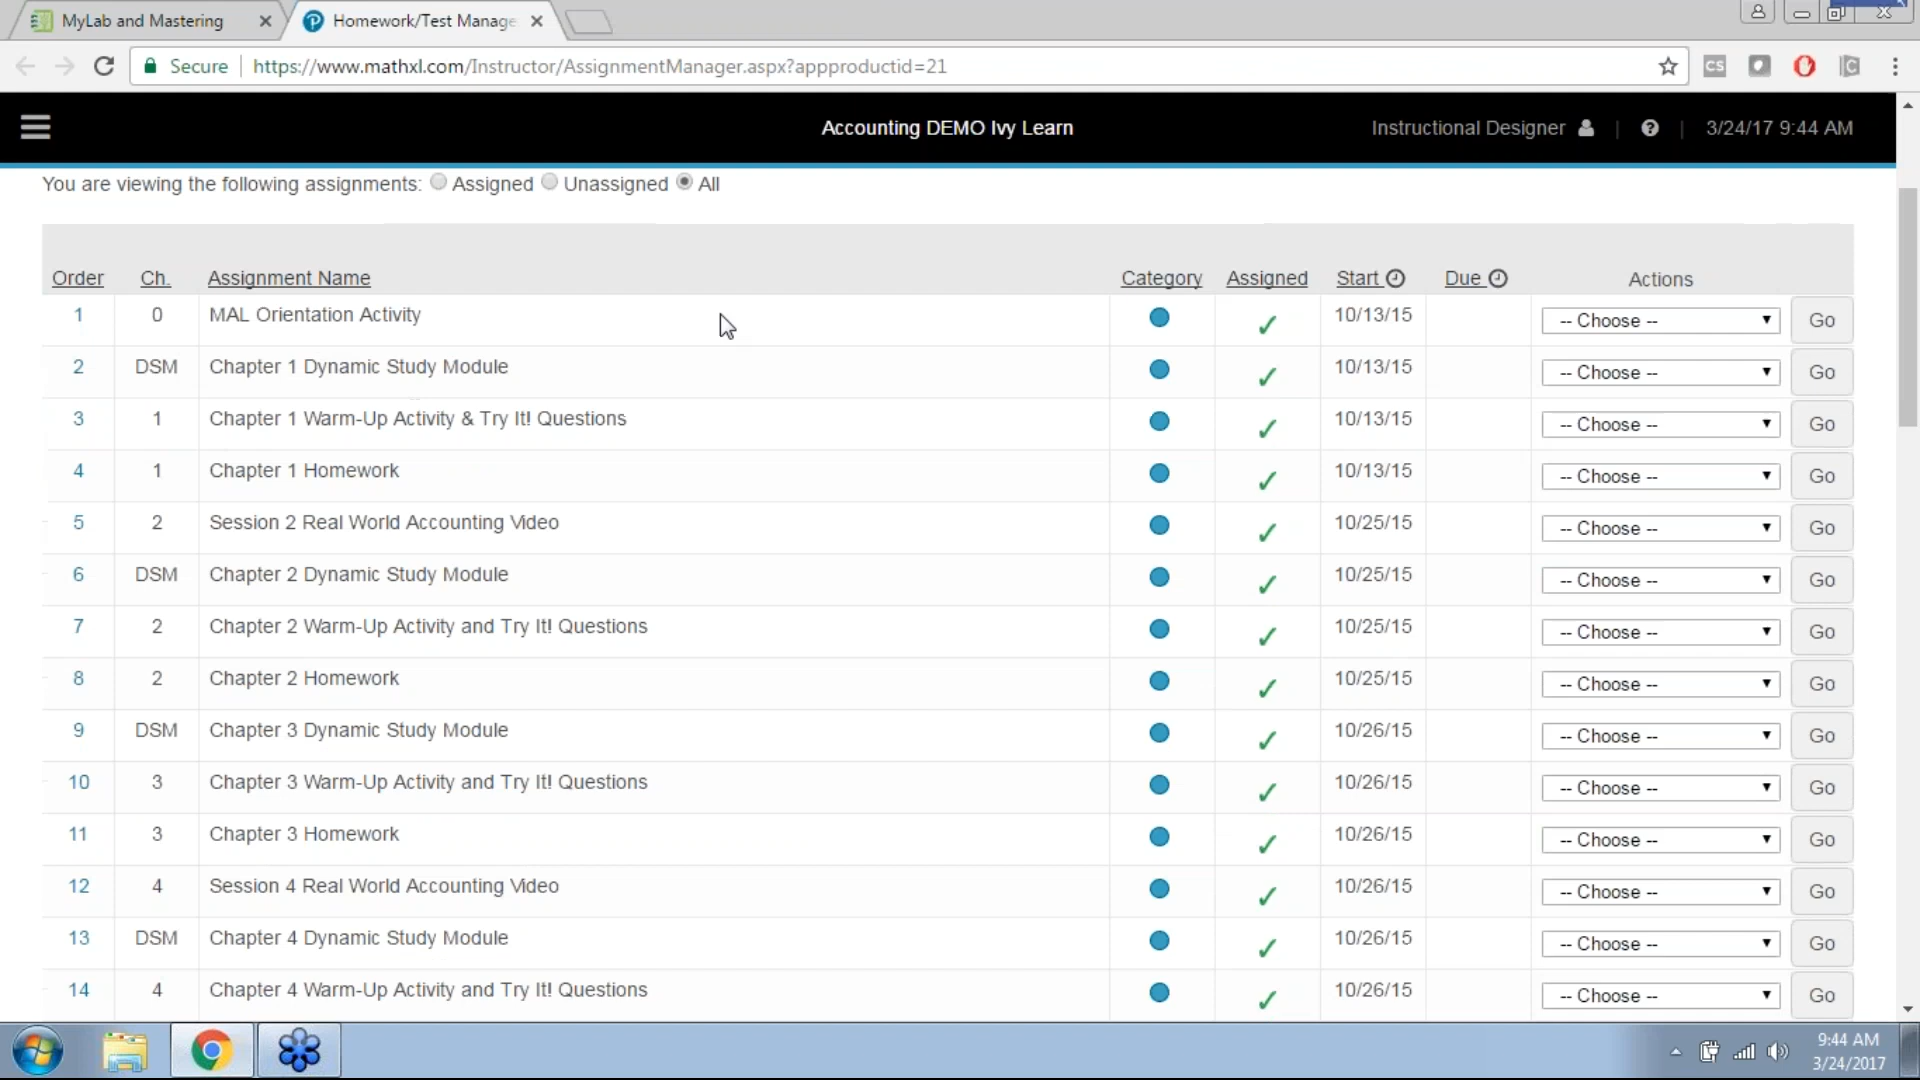 MyLab and Mastering
Homework/Test Manage
Secure https://www.mathxl.com/Instructor/AssignmentManager.aspx?appproductid=21
CS
C
Accounting DEMO Ivy Learn Instructional Designer 3/24/17 9:44 AM
You are viewing the following assignments: Assigned Unassigned All
Order Ch. Assignment Name Category Assigned Start Due Actions
1 0 MAL Orientation Activity ✓ 10/13/15 -- Choose -- Go
2 DSM Chapter 1 Dynamic Study Module ✓ 10/13/15 -- Choose -- Go
3 1 Chapter 1 Warm-Up Activity & Try It! Questions ✓ 10/13/15 -- Choose -- Go
4 1 Chapter 1 Homework ✓ 10/13/15 -- Choose -- Go
5 2 Session 2 Real World Accounting Video ✓ 10/25/15 -- Choose -- Go
6 DSM Chapter 2 Dynamic Study Module ✓ 10/25/15 -- Choose -- Go
7 2 Chapter 2 Warm-Up Activity and Try It! Questions ✓ 10/25/15 -- Choose -- Go
8 2 Chapter 2 Homework ✓ 10/25/15 -- Choose -- Go
9 DSM Chapter 3 Dynamic Study Module ✓ 10/26/15 -- Choose -- Go
10 3 Chapter 3 Warm-Up Activity and Try It! Questions ✓ 10/26/15 -- Choose -- Go
11 3 Chapter 3 Homework ✓ 10/26/15 -- Choose -- Go
12 4 Session 4 Real World Accounting Video ✓ 10/26/15 -- Choose -- Go
13 DSM Chapter 4 Dynamic Study Module ✓ 10/26/15 -- Choose -- Go
14 4 Chapter 4 Warm-Up Activity and Try It! Questions ✓ 10/26/15 -- Choose -- Go
9:44 AM
3/24/2017